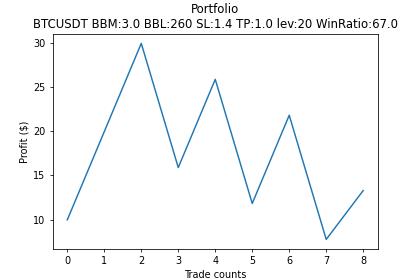 Portfolio
BTCUSDT BBM:3.0 BBL:260 SL:1.4 TP:1.0 lev:20 WinRatio:67.0
30
25
20
15
10
Profit ($)
0 1 2 3 4 5 6 7 8
Trade counts